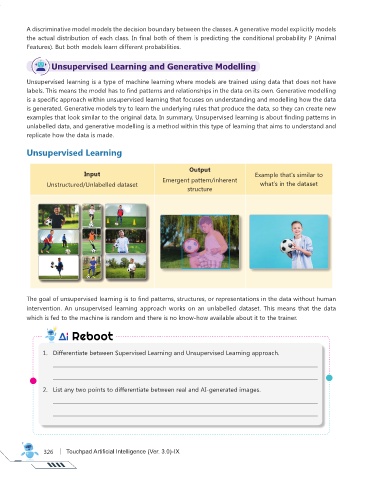 A discriminative model models the decision boundary between the classes. A generative model explicitly models
the actual distribution of each class. In final both of them is predicting the conditional probability P (Animal
Features). But both models learn different probabilities.
Unsupervised Learning and Generative Modelling
Unsupervised learning is a type of machine learning where models are trained using data that does not have
labels. This means the model has to find patterns and relationships in the data on its own. Generative modelling
is a specific approach within unsupervised learning that focuses on understanding and modelling how the data
is generated. Generative models try to learn the underlying rules that produce the data, so they can create new
examples that look similar to the original data. In summary, Unsupervised learning is about finding patterns in
unlabelled data, and generative modelling is a method within this type of learning that aims to understand and
replicate how the data is made.
Unsupervised Learning
Input
Unstructured/Unlabelled dataset
Output
Emergent pattern/inherent
structure
Example that's similar to
what's in the dataset
The goal of unsupervised learning is to find patterns, structures, or representations in the data without human
intervention. An unsupervised learning approach works on an unlabelled dataset. This means that the data
which is fed to the machine is random and there is no know-how available about it to the trainer.
Ai Reboot
1. Differentiate between Supervised Learning and Unsupervised Learning approach.
2. List any two points to differentiate between real and AI-generated images.
326 | Touchpad Artificial Intelligence (Ver. 3.0)-IX